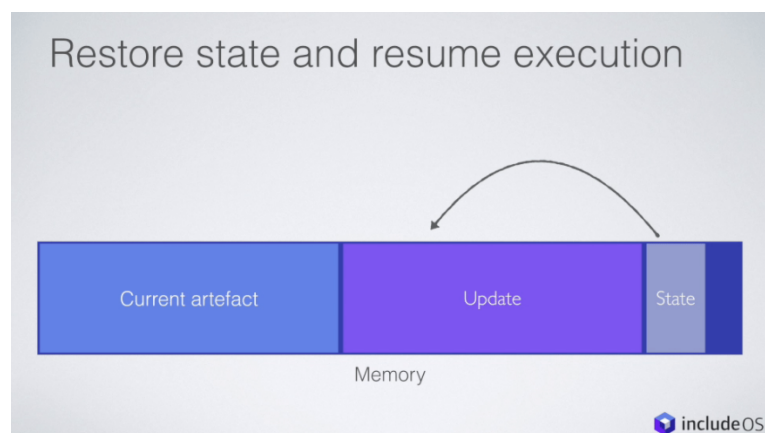 Restore state and resume execution
Current artefact
Update
State
Memory
includeOS